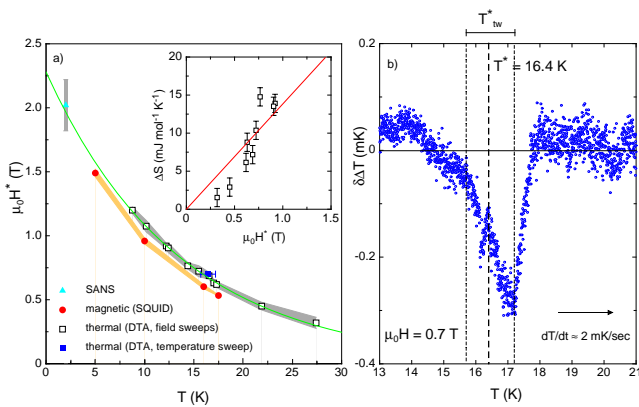 T*tw
a)
b)
T* = 16.4 K
μ0H* (T)
2.5
2.0
1.5
1.0
0.5
0.0
0
5
10
15
20
25
30
T (K)
SANS
magnetic (SQUID)
thermal (DTA, field sweeps)
thermal (DTA, temperature sweep)
ΔS (mJ mol⁻¹ K⁻¹)
20
15
10
5
0
0.0
0.5
1.0
1.5
μ0H* (T)
δΔT (mK)
0.2
0
-0.2
-0.4
μ0H = 0.7 T
dT/dt ≈ 2 mK/sec
13
14
15
16
17
18
19
20
21
T (K)